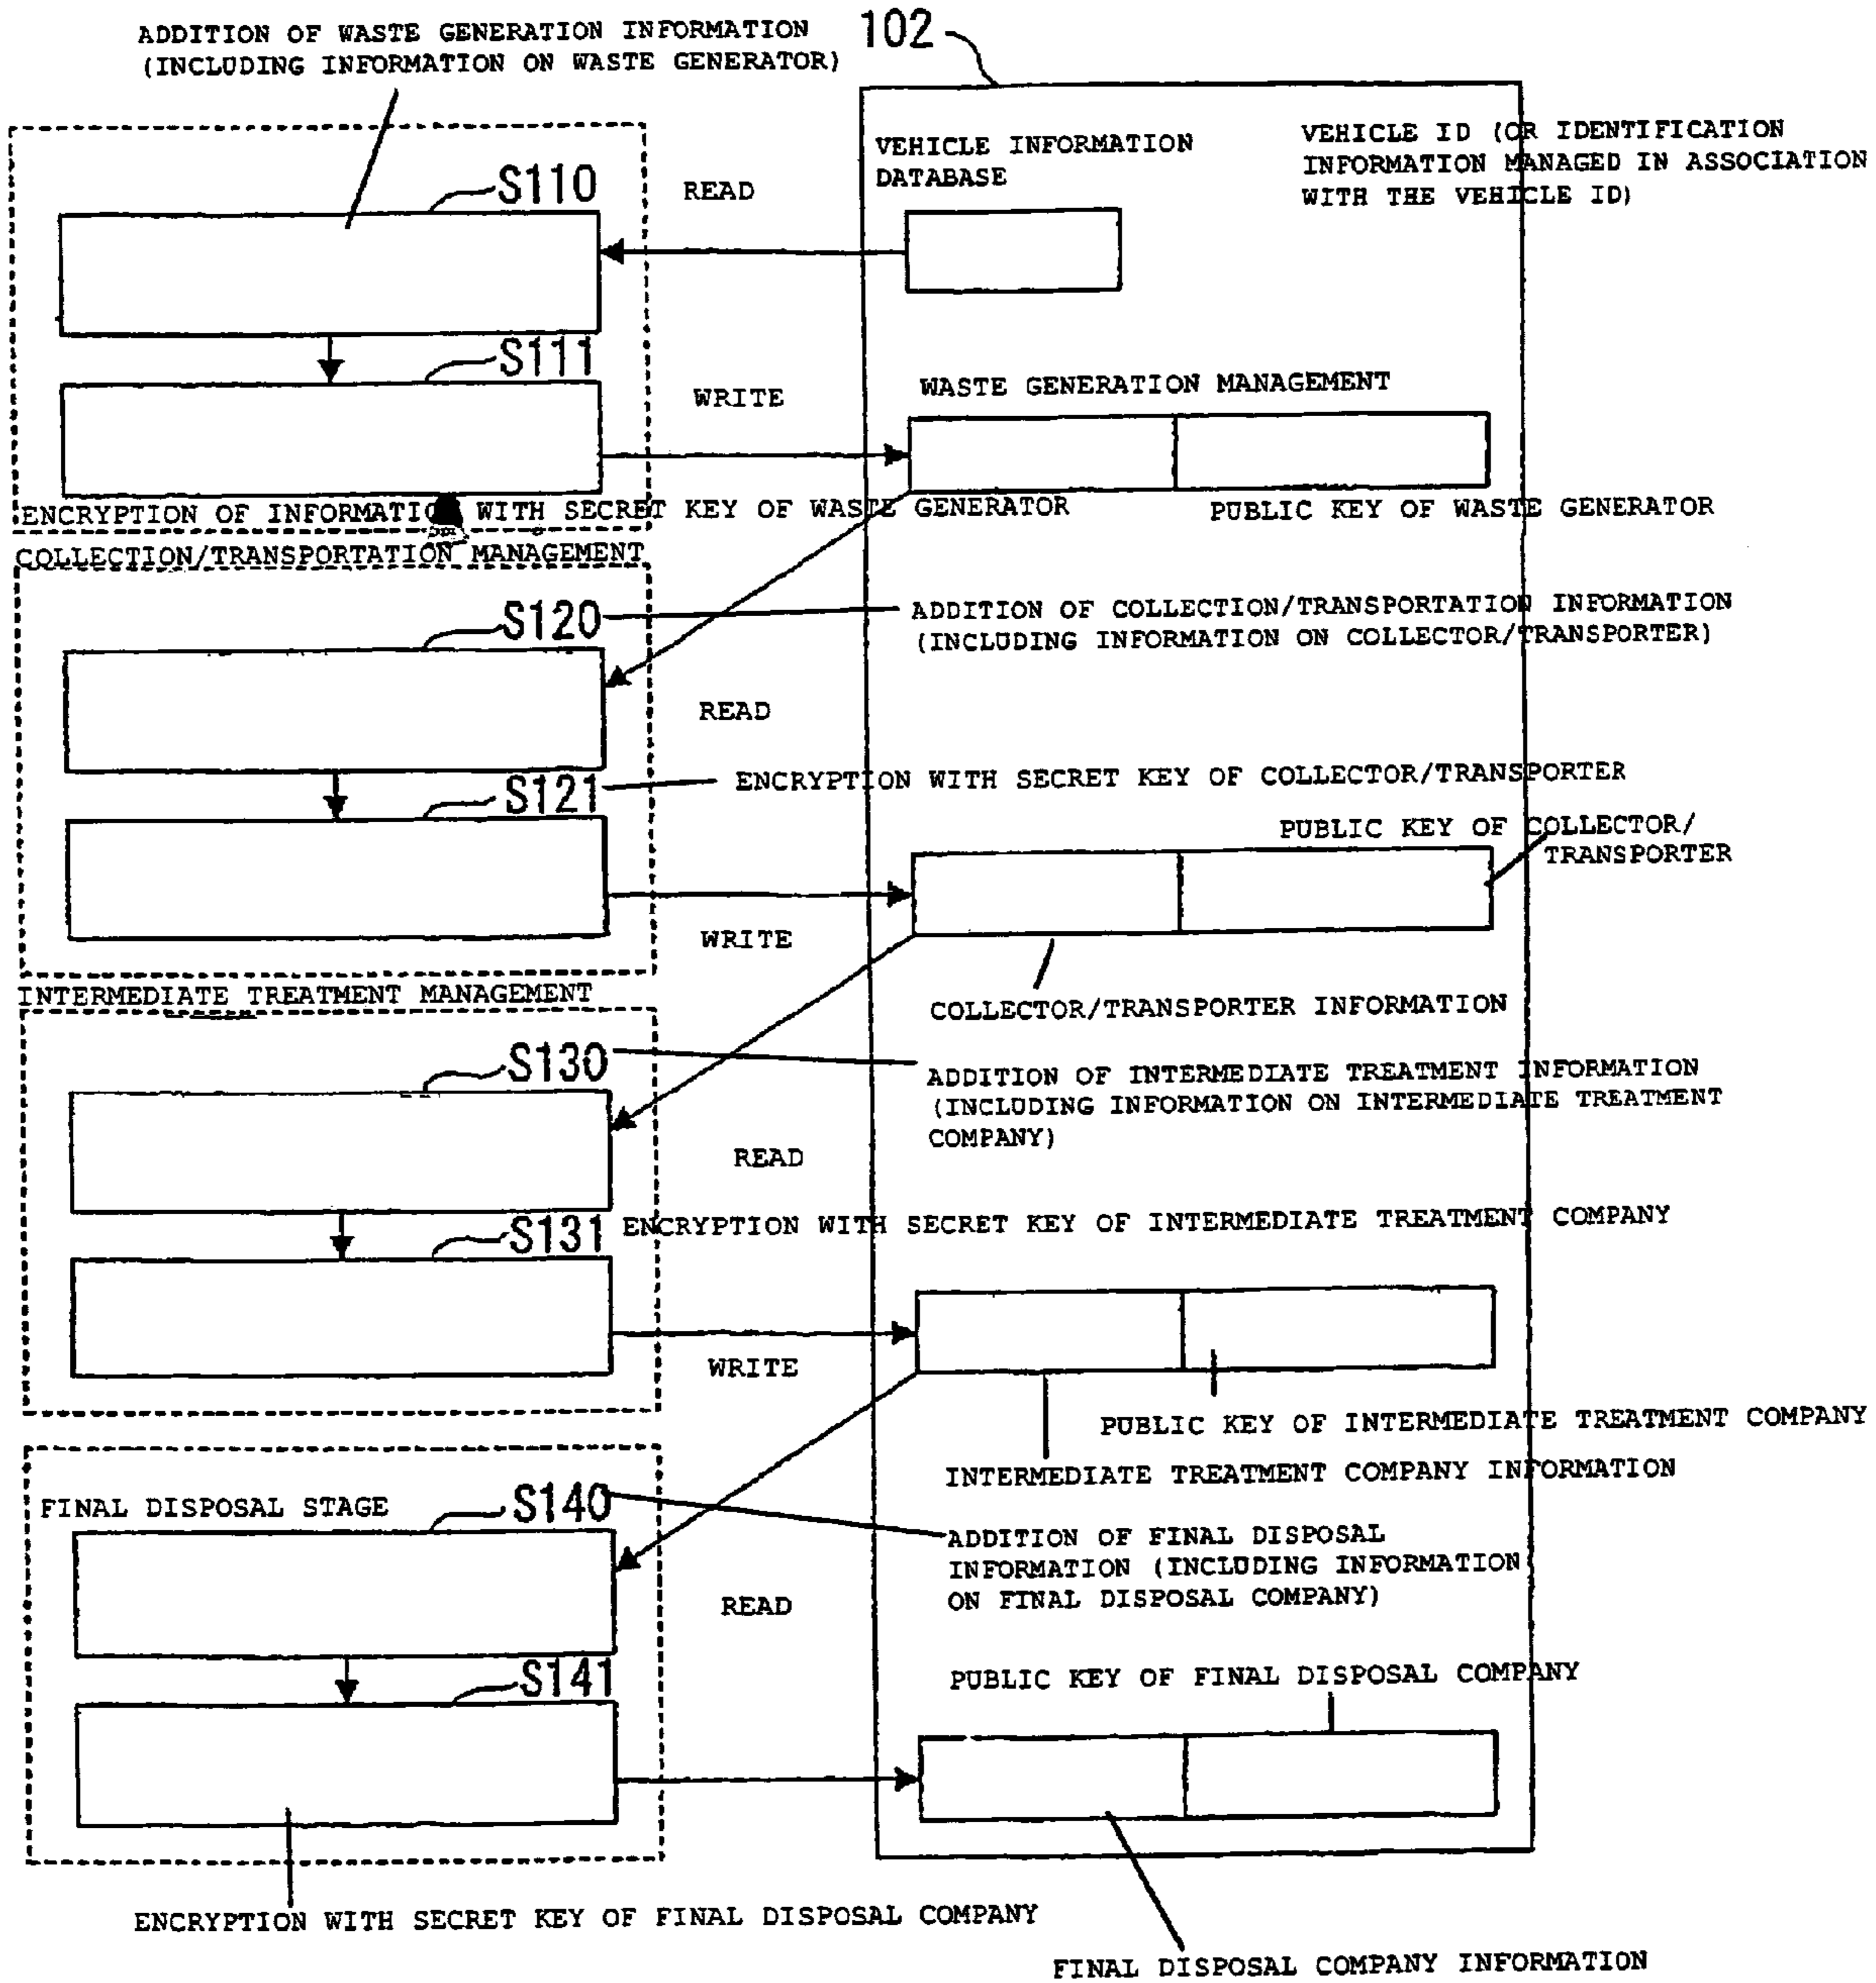 ADDITION OF WASTE GENERATION INFORMATION
(INCLUDING INFORMATION ON WASTE GENERATOR)
102
VEHICLE INFORMATION
DATABASE
VEHICLE ID (OR IDENTIFICATION
INFORMATION MANAGED IN ASSOCIATION
WITH THE VEHICLE ID)
S110
READ
S111
WRITE
WASTE GENERATION MANAGEMENT
ENCRYPTION OF INFORMATION WITH SECRET KEY OF WASTE GENERATOR
PUBLIC KEY OF WASTE GENERATOR
COLLECTION/TRANSPORTATION MANAGEMENT
S120
ADDITION OF COLLECTION/TRANSPORTATION INFORMATION
(INCLUDING INFORMATION ON COLLECTOR/TRANSPORTER)
READ
S121
ENCRYPTION WITH SECRET KEY OF COLLECTOR/TRANSPORTER
PUBLIC KEY OF COLLECTOR/
TRANSPORTER
WRITE
COLLECTOR/TRANSPORTER INFORMATION
INTERMEDIATE TREATMENT MANAGEMENT
S130
ADDITION OF INTERMEDIATE TREATMENT INFORMATION
(INCLUDING INFORMATION ON INTERMEDIATE TREATMENT
COMPANY)
READ
S131
ENCRYPTION WITH SECRET KEY OF INTERMEDIATE TREATMENT COMPANY
WRITE
PUBLIC KEY OF INTERMEDIATE TREATMENT COMPANY
INTERMEDIATE TREATMENT COMPANY INFORMATION
FINAL DISPOSAL STAGE
S140
ADDITION OF FINAL DISPOSAL
INFORMATION (INCLUDING INFORMATION
ON FINAL DISPOSAL COMPANY)
READ
S141
PUBLIC KEY OF FINAL DISPOSAL COMPANY
ENCRYPTION WITH SECRET KEY OF FINAL DISPOSAL COMPANY
FINAL DISPOSAL COMPANY INFORMATION